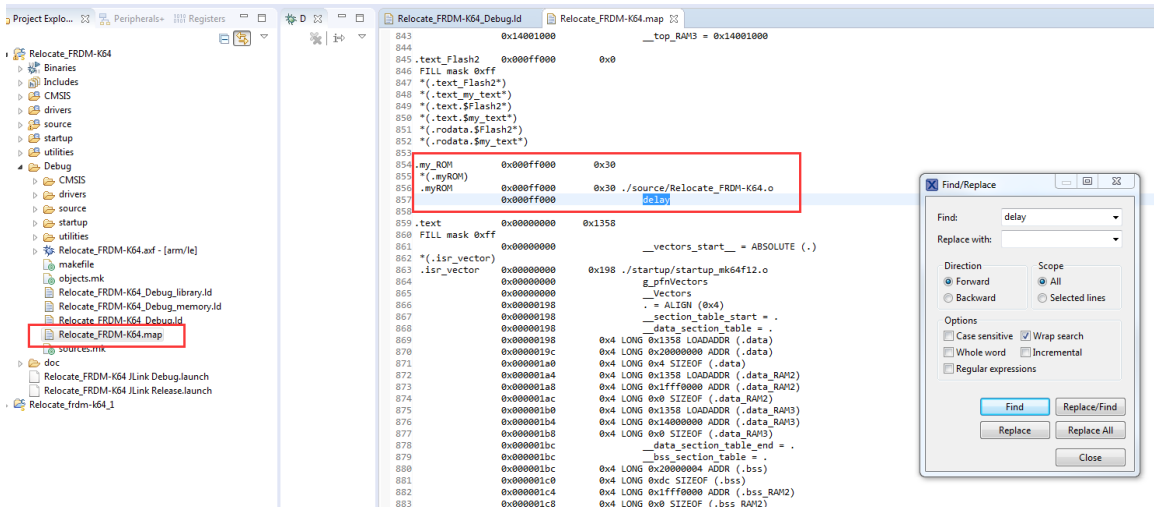 Project Explo...
Peripherals+
Registers
D
Relocate_FRDM-K64_Debug.ld
Relocate_FRDM-K64.map
Relocate_FRDM-K64
Binaries
Includes
CMSIS
drivers
source
startup
utilities
Debug
CMSIS
drivers
source
startup
utilities
Relocate_FRDM-K64.axf - [arm/le]
makefile
objects.mk
Relocate_FRDM-K64_Debug_library.ld
Relocate_FRDM-K64_Debug_memory.ld
Relocate_FRDM-K64_Debug.ld
Relocate_FRDM-K64.map
sources.mk
doc
Relocate_FRDM-K64 JLink Debug.launch
Relocate_FRDM-K64 JLink Release.launch
Relocate_frdm-k64_1
843 0x14001000 __top_RAM3 = 0x14001000
844
845 .text_Flash2 0x000ff000 0x0
846 FILL mask 0xff
847 *(.text_Flash2*)
848 *(.text_my_text*)
849 *(.text.$Flash2*)
850 *(.text.$my_text*)
851 *(.rodata.$Flash2*)
852 *(.rodata.$my_text*)
853
854 .my_ROM 0x000ff000 0x30
855 *(.myROM)
856 .myROM 0x000ff000 0x30 ./source/Relocate_FRDM-K64.o
857 0x000ff000 delay
858
859 .text 0x00000000 0x1358
860 FILL mask 0xff
861 0x00000000 __vectors_start__ = ABSOLUTE (.)
862 *(.isr_vector)
863 .isr_vector 0x00000000 0x198 ./startup/startup_mk64f12.o
864 0x00000000 g_pfnVectors
865 0x00000000 __Vectors
866 0x00000198 . = ALIGN (0x4)
867 0x00000198 __section_table_start = .
868 0x00000198 __data_section_table = .
869 0x00000198 0x4 LONG 0x1358 LOADADDR (.data)
870 0x0000019c 0x4 LONG 0x20000000 ADDR (.data)
871 0x000001a0 0x4 LONG 0x4 SIZEOF (.data)
872 0x000001a4 0x4 LONG 0x1358 LOADADDR (.data_RAM2)
873 0x000001a8 0x4 LONG 0x1fff0000 ADDR (.data_RAM2)
874 0x000001ac 0x4 LONG 0x0 SIZEOF (.data_RAM2)
875 0x000001b0 0x4 LONG 0x1358 LOADADDR (.data_RAM3)
876 0x000001b4 0x4 LONG 0x14000000 ADDR (.data_RAM3)
877 0x000001b8 0x4 LONG 0x0 SIZEOF (.data_RAM3)
878 0x000001bc __data_section_table_end = .
879 0x000001bc __bss_section_table = .
880 0x000001bc 0x4 LONG 0x20000004 ADDR (.bss)
881 0x000001c0 0x4 LONG 0xdc SIZEOF (.bss)
882 0x000001c4 0x4 LONG 0x1fff0000 ADDR (.bss_RAM2)
883 0x000001c8 0x4 LONG 0x0 SIZEOF (.bss_RAM2)
Find/Replace
Find: delay
Replace with:
Direction
Forward
Backward
Scope
All
Selected lines
Options
Case sensitive
Wrap search
Whole word
Incremental
Regular expressions
Find
Replace/Find
Replace
Replace All
Close